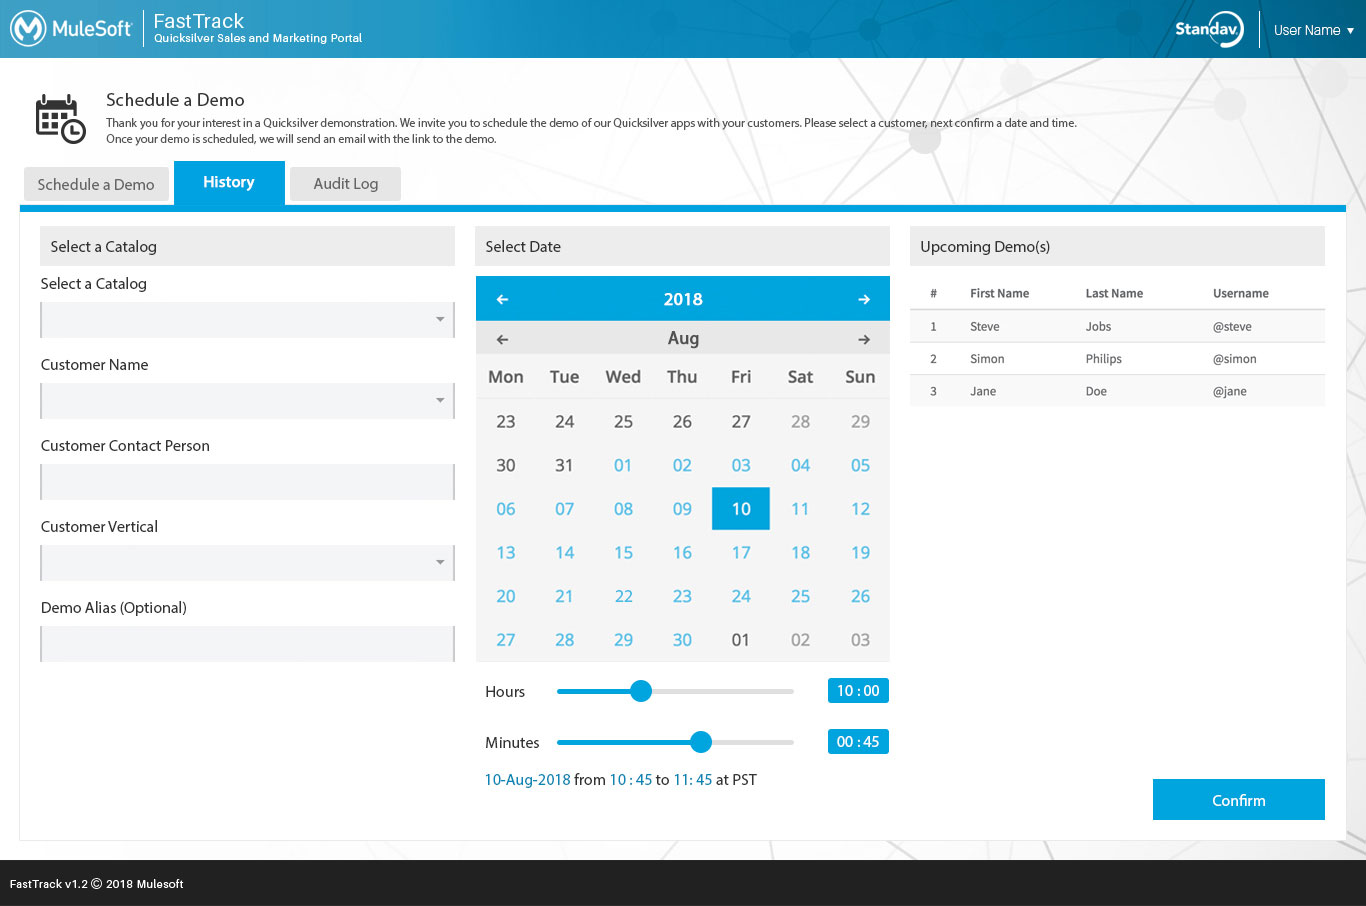 MuleSoft
FastTrack
Quicksilver Sales and Marketing Portal
Standav.
User Name
Schedule a Demo
Thank you for your interest in a Quicksilver demonstration. We invite you to schedule the demo of our Quicksilver apps with your customers. Please select a customer, next confirm a date and time.
Once your demo is scheduled, we will send an email with the link to the demo.
Schedule a Demo
History
Audit Log
Select a Catalog
Select a Catalog
Customer Name
Customer Contact Person
Customer Vertical
Demo Alias (Optional)
Select Date
2018
Aug
Mon Tue Wed Thu Fri Sat Sun
23 24 25 26 27 28 29
30 31 01 02 03 04 05
06 07 08 09 10 11 12
13 14 15 16 17 18 19
20 21 22 23 24 25 26
27 28 29 30 01 02 03
Hours 10 : 00
Minutes 00 : 45
10-Aug-2018 from 10 : 45 to 11: 45 at PST
Upcoming Demo(s)
# First Name Last Name Username
1 Steve Jobs @steve
2 Simon Philips @simon
3 Jane Doe @jane
Confirm
FastTrack v1.2 © 2018 Mulesoft